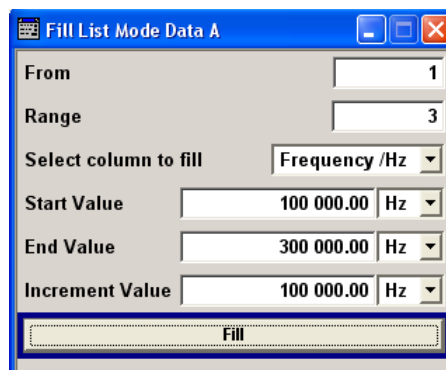 Fill List Mode Data A
From 1
Range 3
Select column to fill Frequency /Hz
Start Value 100 000.00 Hz
End Value 300 000.00 Hz
Increment Value 100 000.00 Hz
Fill